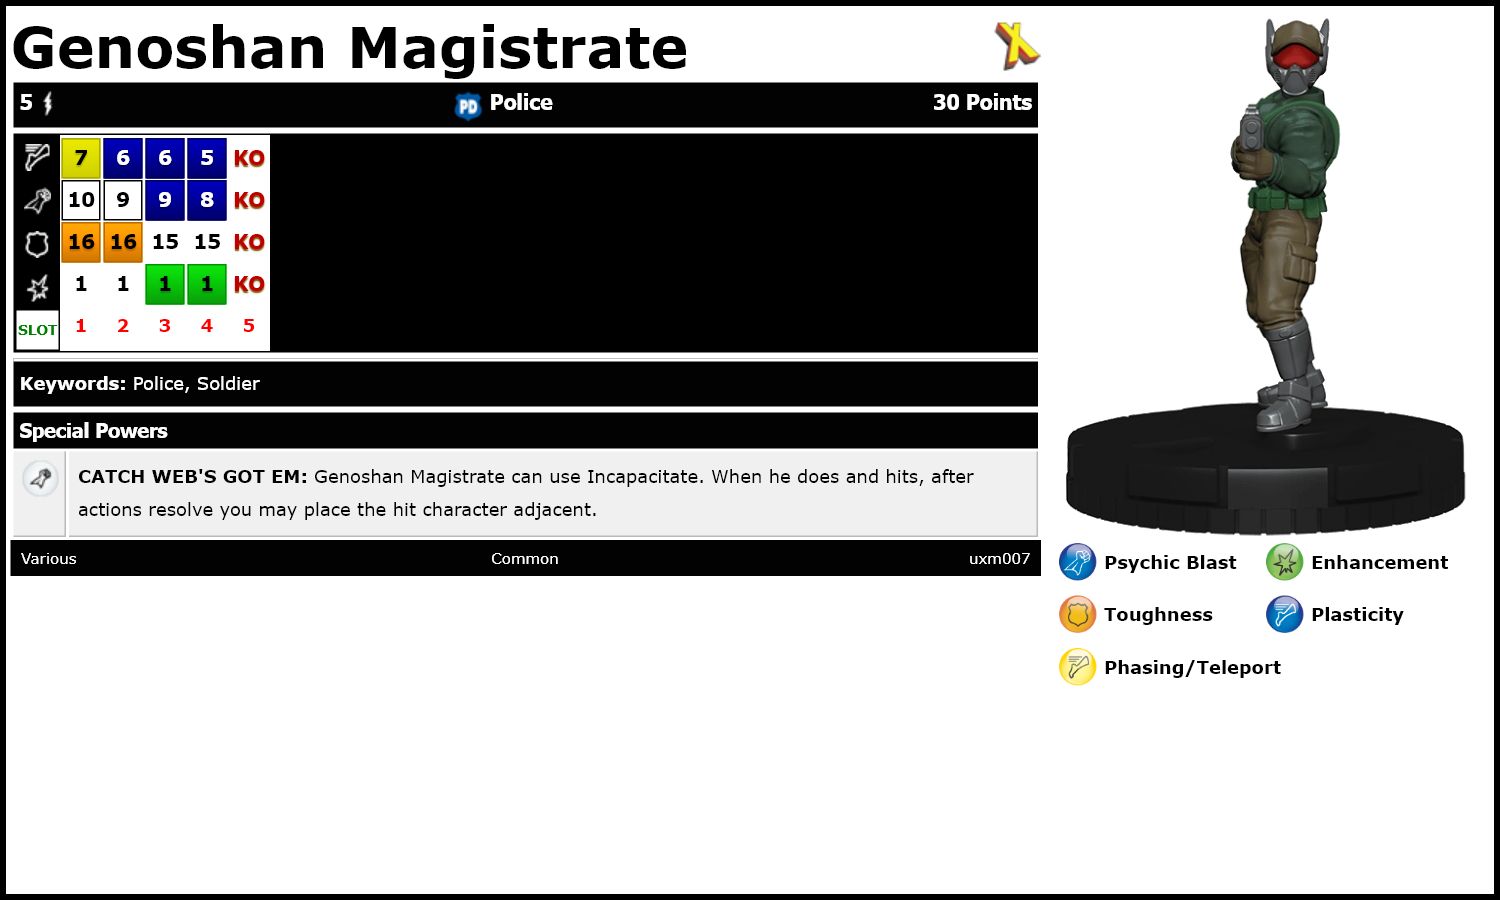 Genoshan Magistrate
5 PD Police 30 Points
7 6 6 5 KO
10 9 9 8 KO
16 16 15 15 KO
1 1 1 1 KO
SLOT 1 2 3 4 5
Keywords: Police, Soldier
Special Powers
CATCH WEB'S GOT EM: Genoshan Magistrate can use Incapacitate. When he does and hits, after
actions resolve you may place the hit character adjacent.
Various Common uxm007
Psychic Blast Enhancement
Toughness Plasticity
Phasing/Teleport